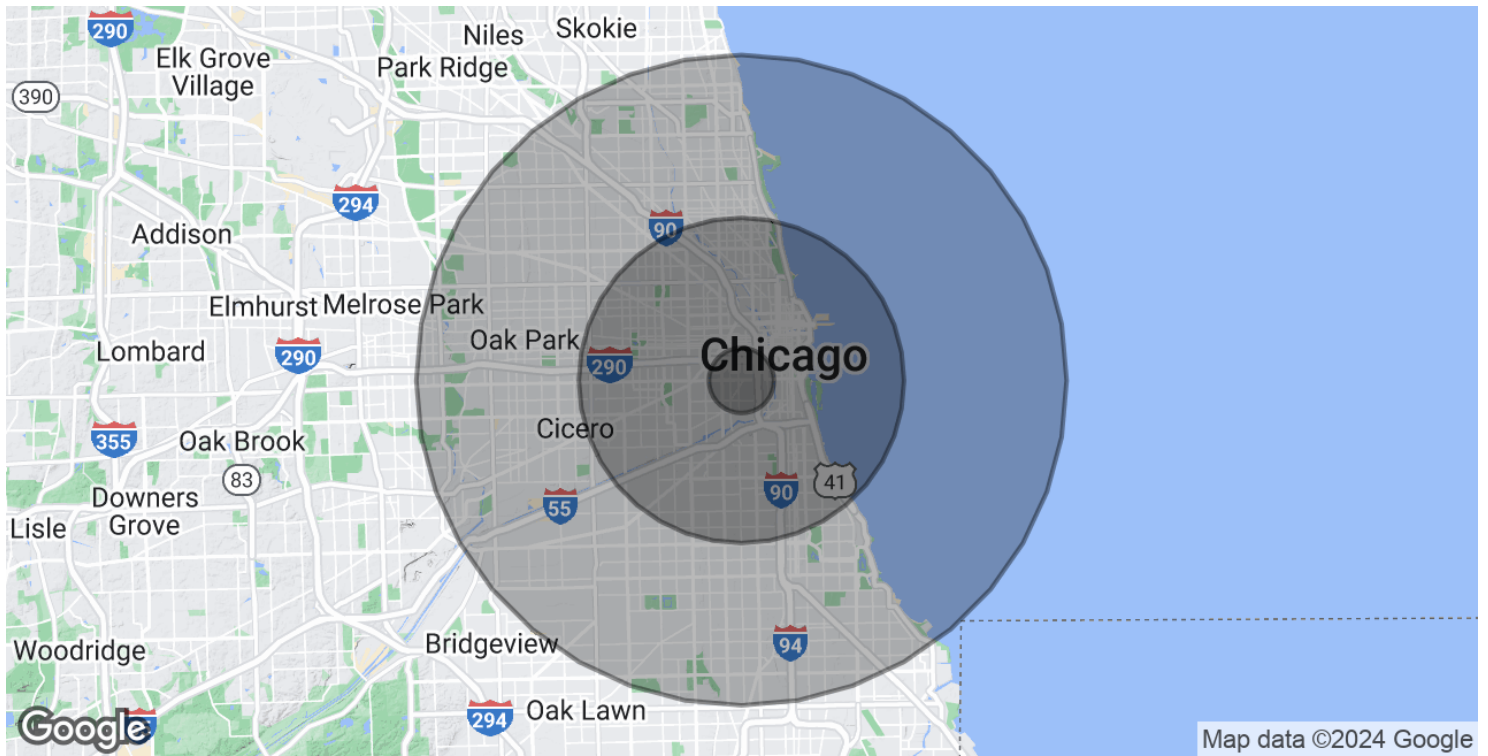 290
Niles
Skokie
Elk Grove
Village
Park Ridge
390
294
Addison
90
Elmhurst
Melrose Park
Oak Park
Chicago
Lombard
290
290
Cicero
355
Oak Brook
83
41
90
55
Downers
Grove
Lisle
94
Woodridge
Bridgeview
294
Oak Lawn
Google
Map data ©2024 Google